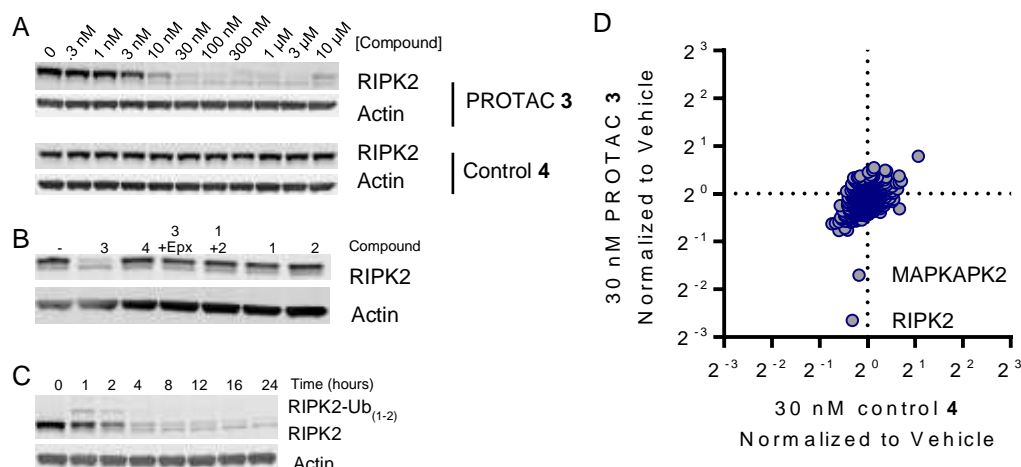 A
0 .3 nM 1 nM 3 nM 10 nM 30 nM 100 nM 300 nM 1 µM 3 µM 10 µM [Compound]
RIPK2
Actin
PROTAC 3
RIPK2
Actin
Control 4
B
- 3 4 3 +Epx 1 +2 1 2 Compound
RIPK2
Actin
C
0 1 2 4 8 12 16 24 Time (hours)
RIPK2-Ub(1-2)
RIPK2
Actin
D
30 nM PROTAC 3
Normalized to Vehicle
2^3
2^2
2^1
2^0
2^-1
2^-2
2^-3
MAPKAPK2
RIPK2
2^-3 2^-2 2^-1 2^0 2^1 2^2 2^3
30 nM control 4
Normalized to Vehicle